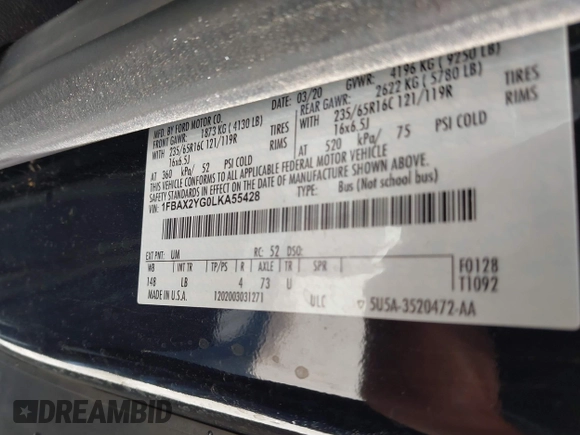 MFD. BY FORD MOTOR CO.
DATE: 03/20 GVWR: 4196 KG ( 9250 LB)
FRONT GAWR: 1873 KG ( 4130 LB) REAR GAWR: 2622 KG ( 5780 LB)
WITH 235/65R16C 121/119R TIRES WITH 235/65R16C 121/119R TIRES
16x6.5J RIMS 16x6.5J RIMS
AT 360 kPa/ 52 PSI COLD AT 520 kPa/ 75 PSI COLD
THIS VEHICLE CONFORMS TO ALL APPLICABLE FEDERAL MOTOR VEHICLE
SAFETY STANDARDS IN EFFECT ON THE DATE OF MANUFACTURE SHOWN ABOVE.
VIN: 1FBAX2YG0LKA55428 TYPE: Bus (Not school bus)
EXT PNT: UM RC: 52 DSO:
WB INT TR TP/PS R AXLE TR SPR F0128
148 LB 4 73 U T1092
MADE IN U.S.A. 1202003031271 ULC 5U5A-3520472-AA
DREAMBID